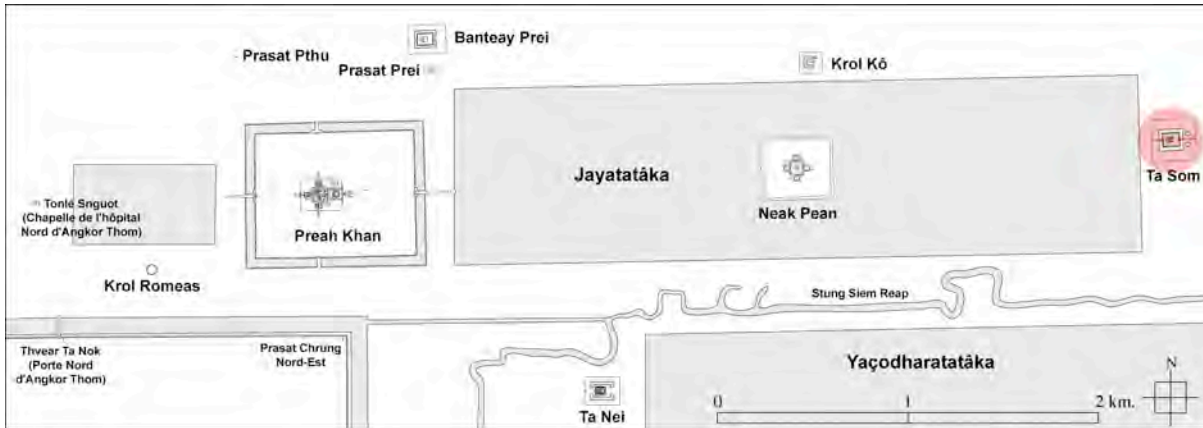 Banteay Prei
Prasat Pthu
Prasat Prei
Krol Kô
Jayatatâka
Ta Som
Tonlé Snguot
(Chapelle de l'hôpital
Nord d'Angkor Thom)
Neak Pean
Preah Khan
Krol Romeas
Stung Siem Reap
Thvear Ta Nok
(Porte Nord
d'Angkor Thom)
Prasat Chrung
Nord-Est
Yaçodharatatâka
N
Ta Nei
0 1 2 km.